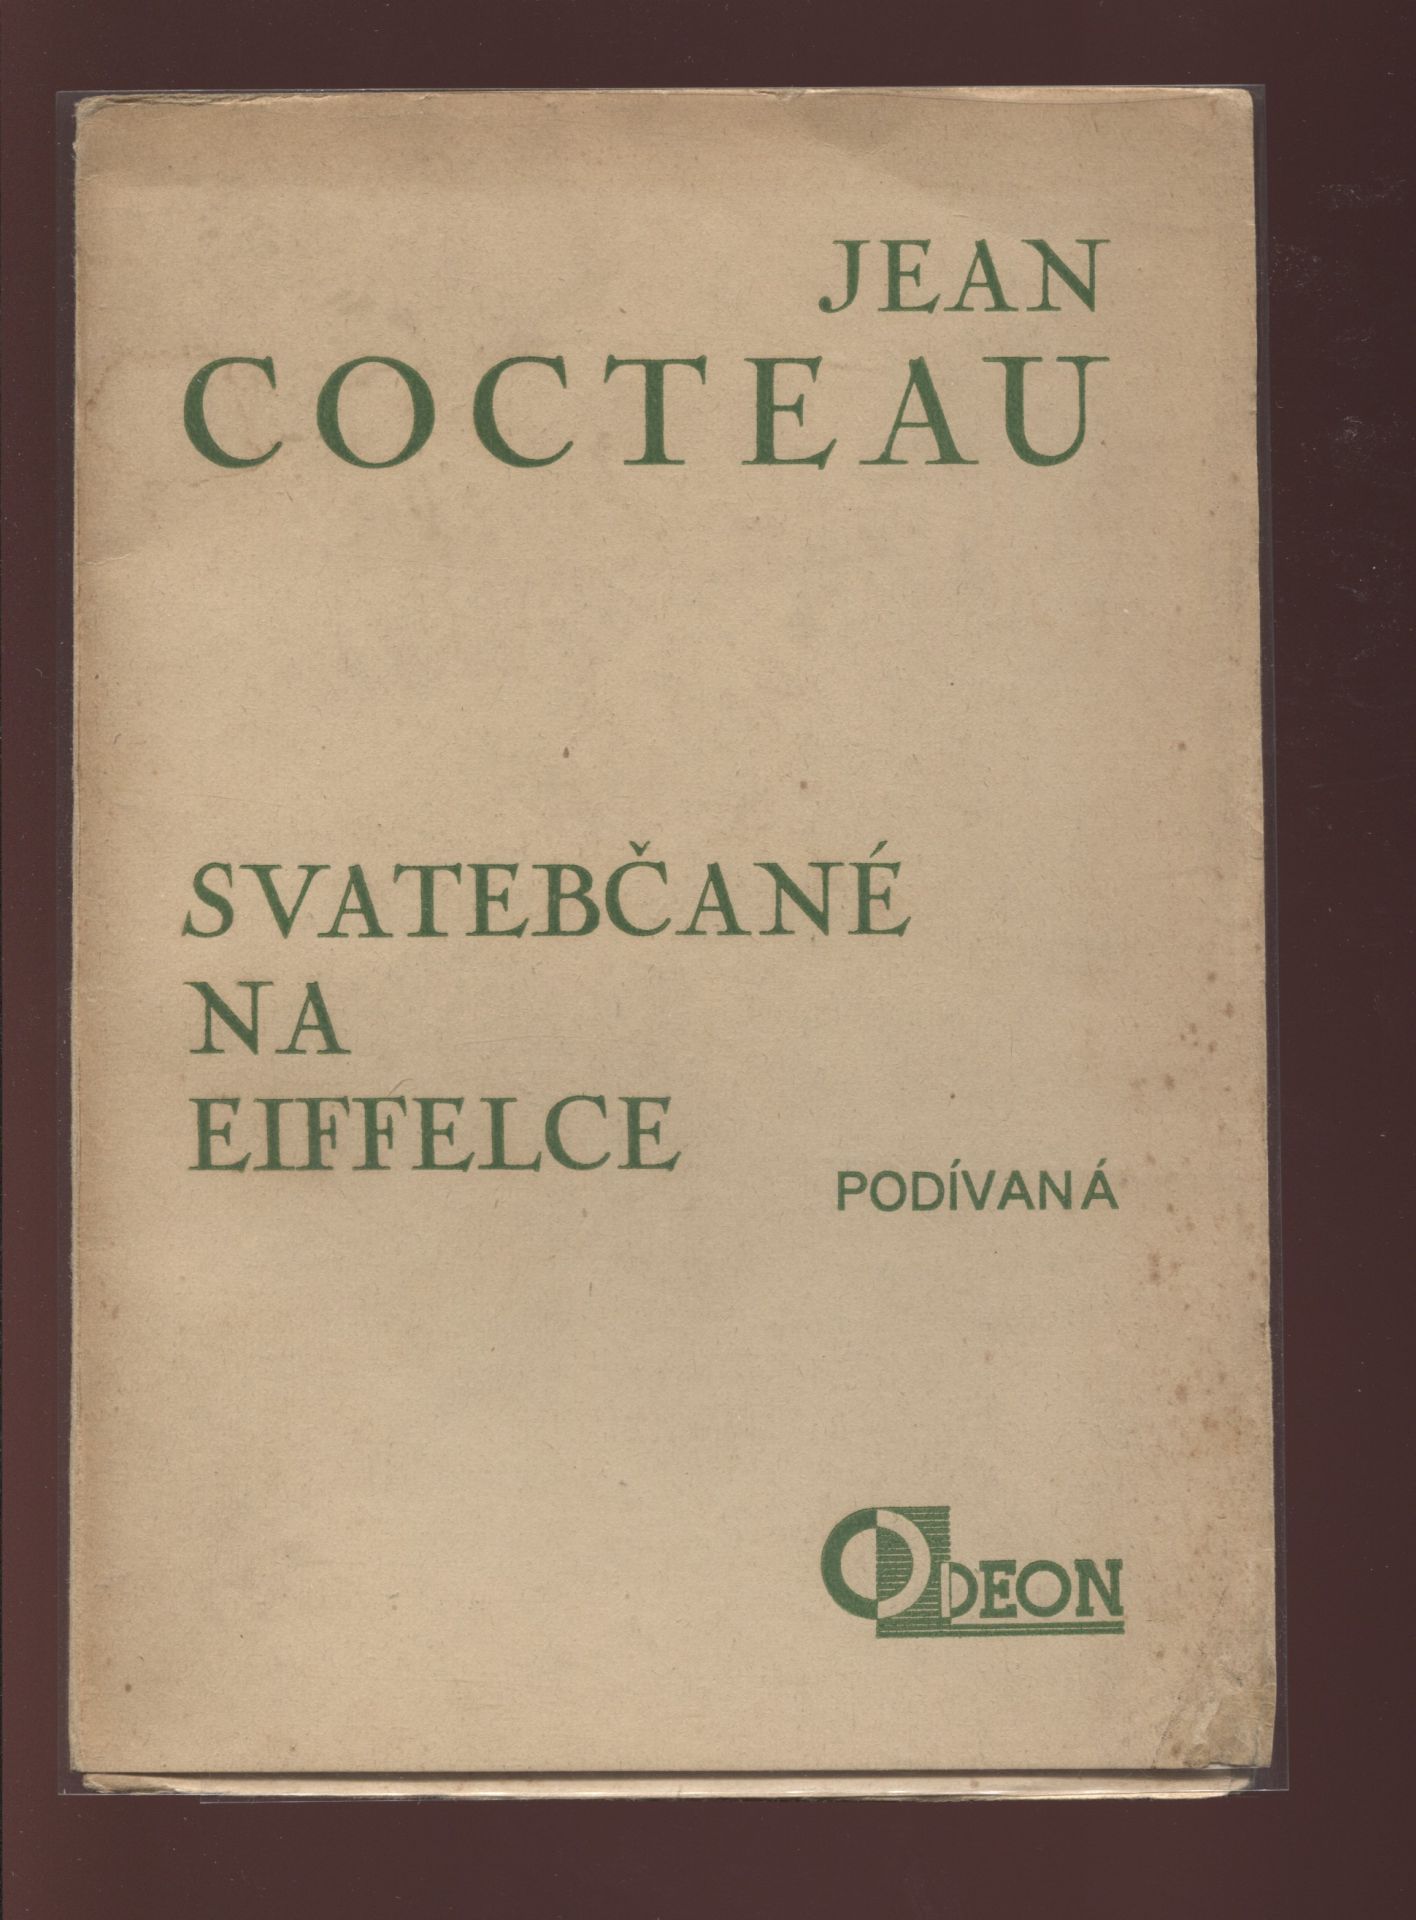 JEAN
COCTEAU
SVATEBČANÉ
NA
EIFFELCE
PODÍVANÁ
ODEON